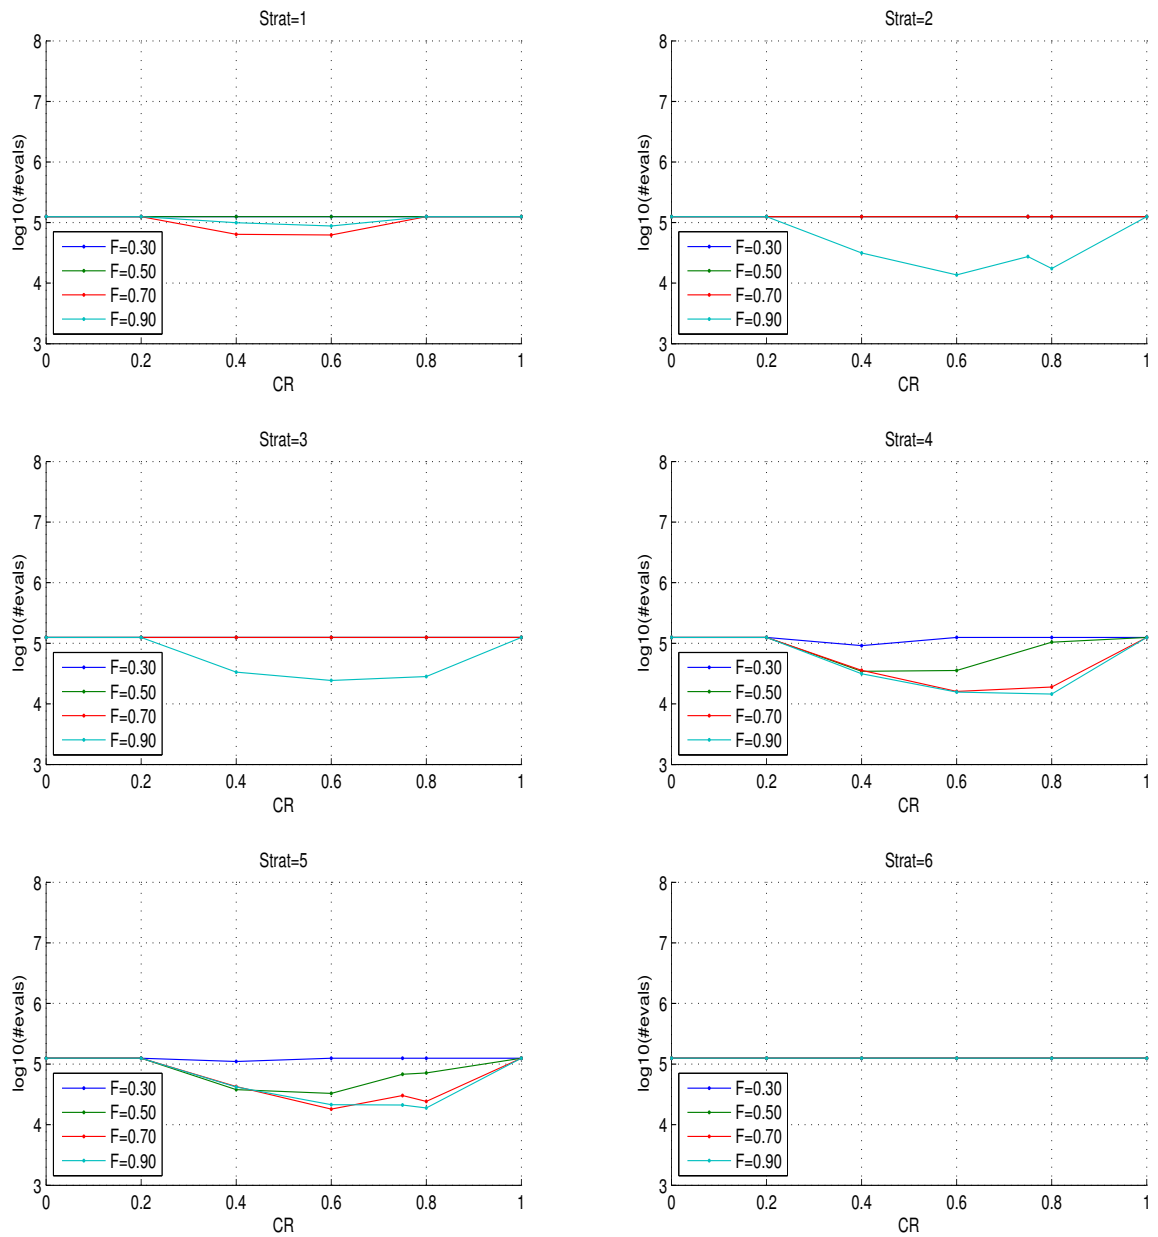 Strat=1
8
7
6
5
4
3
log10(#evals)
F=0.30
F=0.50
F=0.70
F=0.90
0 0.2 0.4 0.6 0.8 1
CR
Strat=2
8
7
6
5
4
3
log10(#evals)
F=0.30
F=0.50
F=0.70
F=0.90
0 0.2 0.4 0.6 0.8 1
CR
Strat=3
8
7
6
5
4
3
log10(#evals)
F=0.30
F=0.50
F=0.70
F=0.90
0 0.2 0.4 0.6 0.8 1
CR
Strat=4
8
7
6
5
4
3
log10(#evals)
F=0.30
F=0.50
F=0.70
F=0.90
0 0.2 0.4 0.6 0.8 1
CR
Strat=5
8
7
6
5
4
3
log10(#evals)
F=0.30
F=0.50
F=0.70
F=0.90
0 0.2 0.4 0.6 0.8 1
CR
Strat=6
8
7
6
5
4
3
log10(#evals)
F=0.30
F=0.50
F=0.70
F=0.90
0 0.2 0.4 0.6 0.8 1
CR